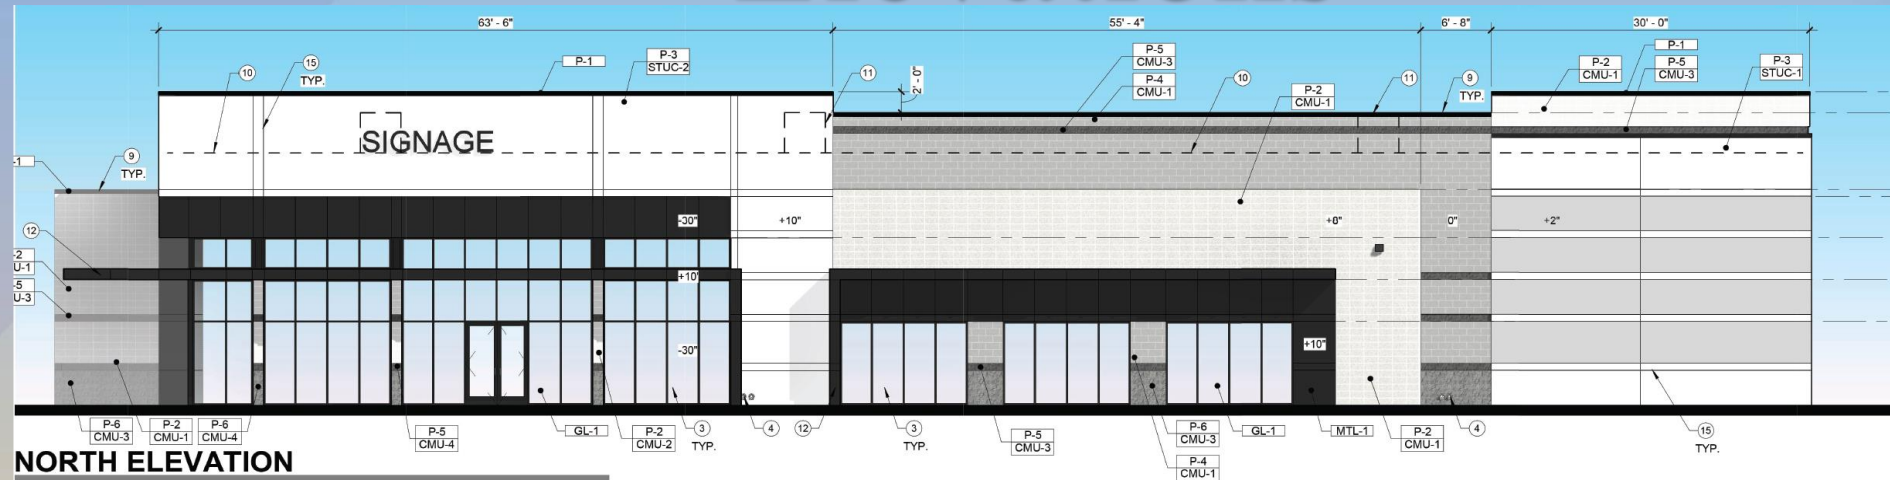 63' - 6"
55' - 4"
6' - 8"
30' - 0"
10
15
TYP.
P-1
P-3
STUC-2
11
2' - 0"
P-5
CMU-3
P-4
CMU-1
10
P-2
CMU-1
11
9
TYP.
P-2
CMU-1
P-1
P-5
CMU-3
P-3
STUC-1
-1
9
TYP.
SIGNAGE
12
-2
U-1
-5
U-3
-30"
+10"
+8"
0"
+2"
+10'
-30"
+10"
P-6
CMU-3
P-2
CMU-1
P-6
CMU-4
P-5
CMU-4
GL-1
P-2
CMU-2
3
TYP.
4
12
3
TYP.
P-5
CMU-3
P-6
CMU-3
P-4
CMU-1
GL-1
MTL-1
P-2
CMU-1
4
15
TYP.
NORTH ELEVATION